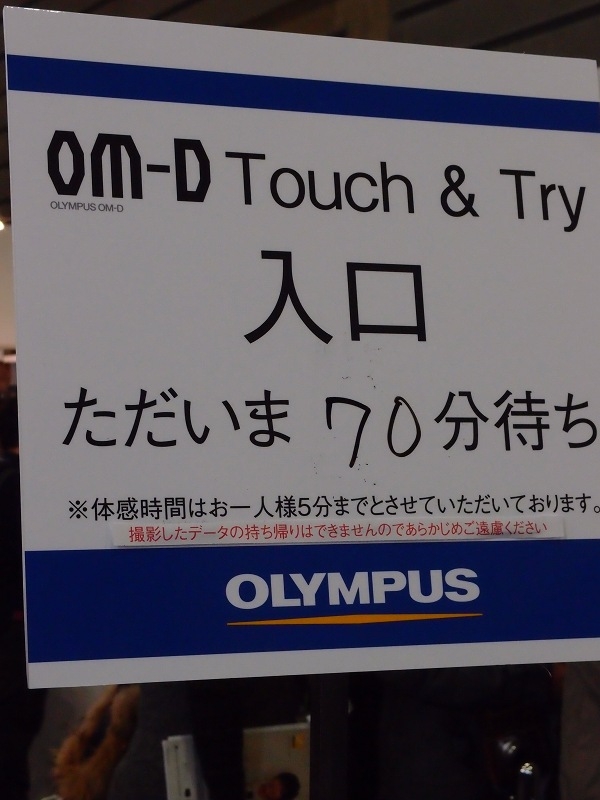 OM-D Touch & Try
OLYMPUS OM-D
入口
ただいま 70 分待ち
※体感時間はお一人様5分までとさせていただいております。
撮影したデータの持ち帰りはできませんのであらかじめご遠慮ください
OLYMPUS